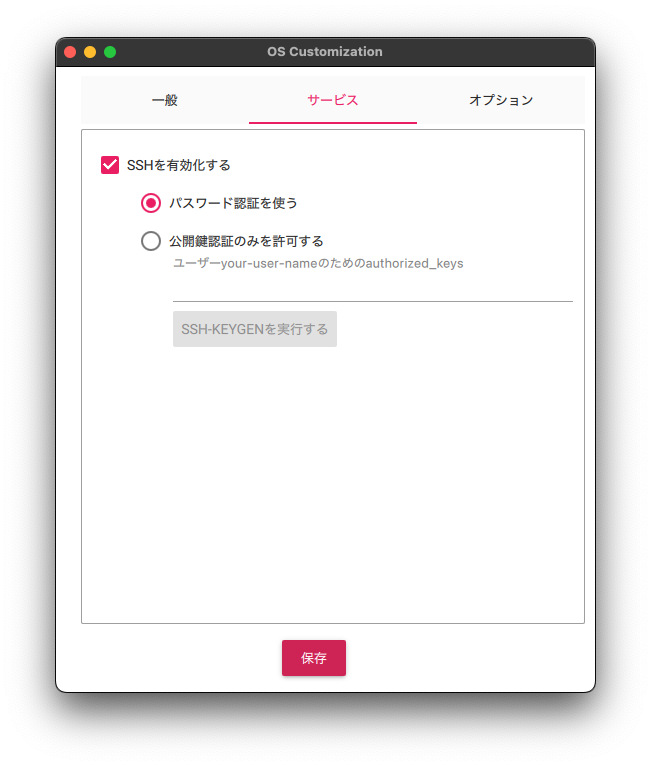 OS Customization
一般
サービス
オプション
SSHを有効化する
パスワード認証を使う
公開鍵認証のみを許可する
ユーザーyour-user-nameのためのauthorized_keys
SSH-KEYGENを実行する
保存